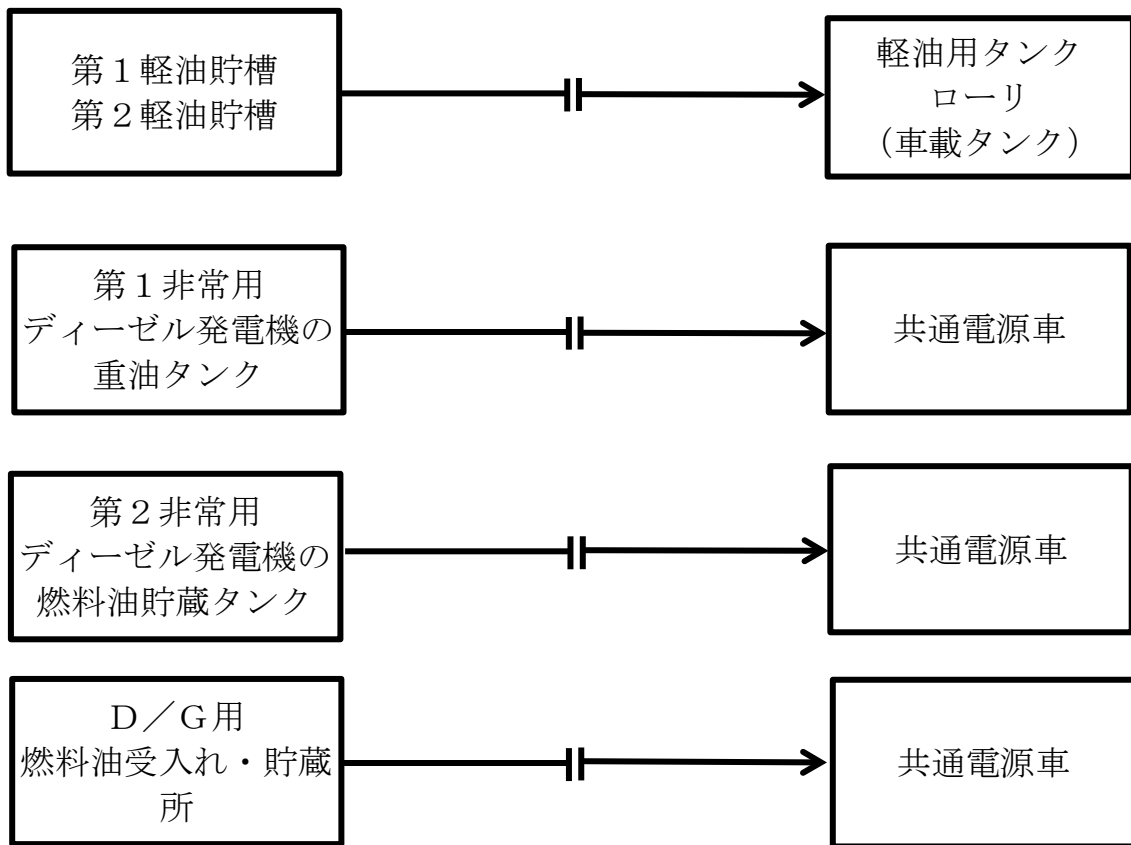 第１軽油貯槽
第２軽油貯槽
軽油用タンク
ローリ
（車載タンク）
第１非常用
ディーゼル発電機の
重油タンク
共通電源車
第２非常用
ディーゼル発電機の
燃料油貯蔵タンク
共通電源車
Ｄ／Ｇ用
燃料油受入れ・貯蔵
所
共通電源車